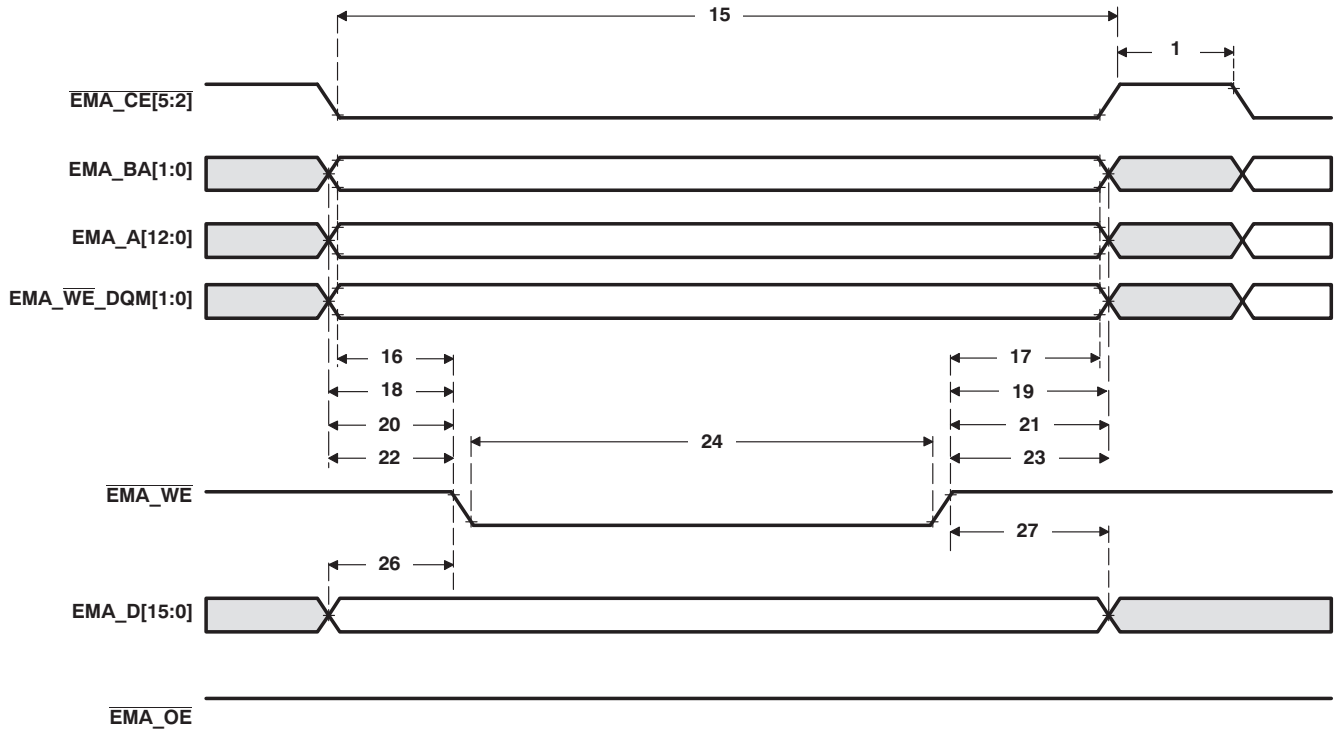 15
1
EMA_CE[5:2]
EMA_BA[1:0]
EMA_A[12:0]
EMA_WE_DQM[1:0]
16 17
18 19
20 21
24
22 23
EMA_WE
27
26
EMA_D[15:0]
EMA_OE